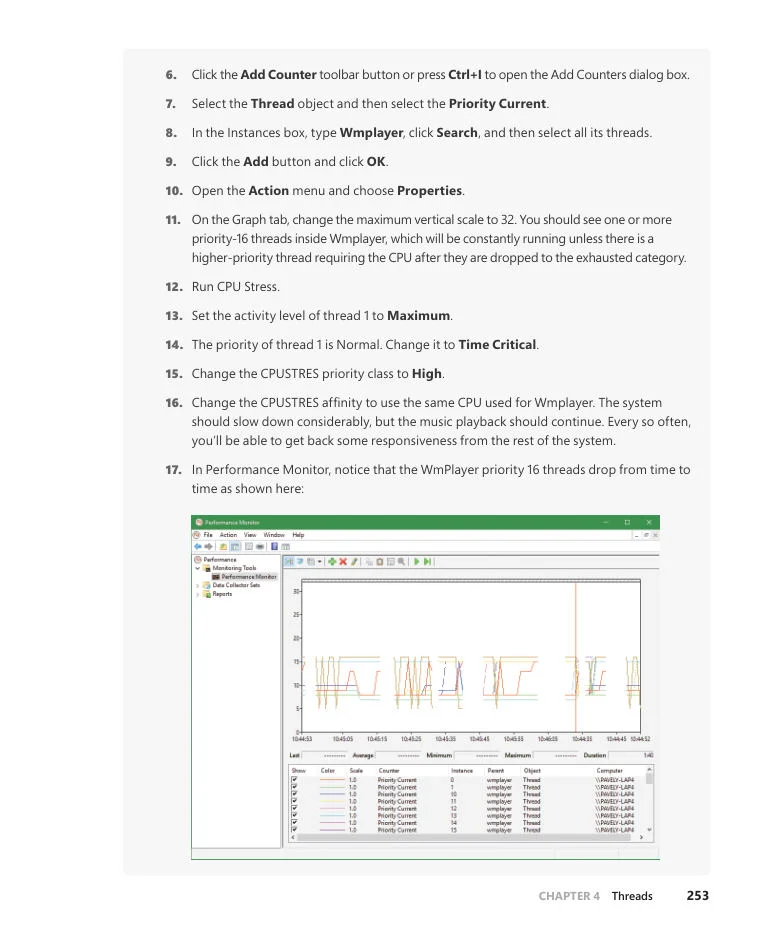 6. Click the Add Counter toolbar button or press Ctrl+I to open the Add Counters dialog box.
7. Select the Thread object and then select the Priority Current.
8. In the Instances box, type Wmplayer, click Search, and then select all its threads.
9. Click the Add button and click OK.
10. Open the Action menu and choose Properties.
11. On the Graph tab, change the maximum vertical scale to 32. You should see one or more
priority-16 threads inside Wmplayer, which will be constantly running unless there is a
higher-priority thread requiring the CPU after they are dropped to the exhausted category.
12. Run CPU Stress.
13. Set the activity level of thread 1 to Maximum.
14. The priority of thread 1 is Normal. Change it to Time Critical.
15. Change the CPUSTRES priority class to High.
16. Change the CPUSTRES affinity to use the same CPU used for Wmplayer. The system
should slow down considerably, but the music playback should continue. Every so often,
you'll be able to get back some responsiveness from the rest of the system.
17. In Performance Monitor, notice that the WmPlayer priority 16 threads drop from time to
time as shown here:
Performance Monitor
File Action View Window Help
Performance
Monitoring Tools
Performance Monitor
Data Collector Sets
Reports
30
25
20
15
10
5
0
10:44:53 10:45:05 10:45:15 10:45:25 10:45:35 10:45:45 10:45:55 10:46:05 10:44:35 10:44:45 10:44:52
Last --------- Average --------- Minimum --------- Maximum --------- Duration 1:40
Show Color Scale Counter Instance Parent Object Computer
1.0 Priority Current 0 wmplayer Thread \\PAVELY-LAP4
1.0 Priority Current 1 wmplayer Thread \\PAVELY-LAP4
1.0 Priority Current 10 wmplayer Thread \\PAVELY-LAP4
1.0 Priority Current 11 wmplayer Thread \\PAVELY-LAP4
1.0 Priority Current 12 wmplayer Thread \\PAVELY-LAP4
1.0 Priority Current 13 wmplayer Thread \\PAVELY-LAP4
1.0 Priority Current 14 wmplayer Thread \\PAVELY-LAP4
1.0 Priority Current 15 wmplayer Thread \\PAVELY-LAP4
CHAPTER 4 Threads 253